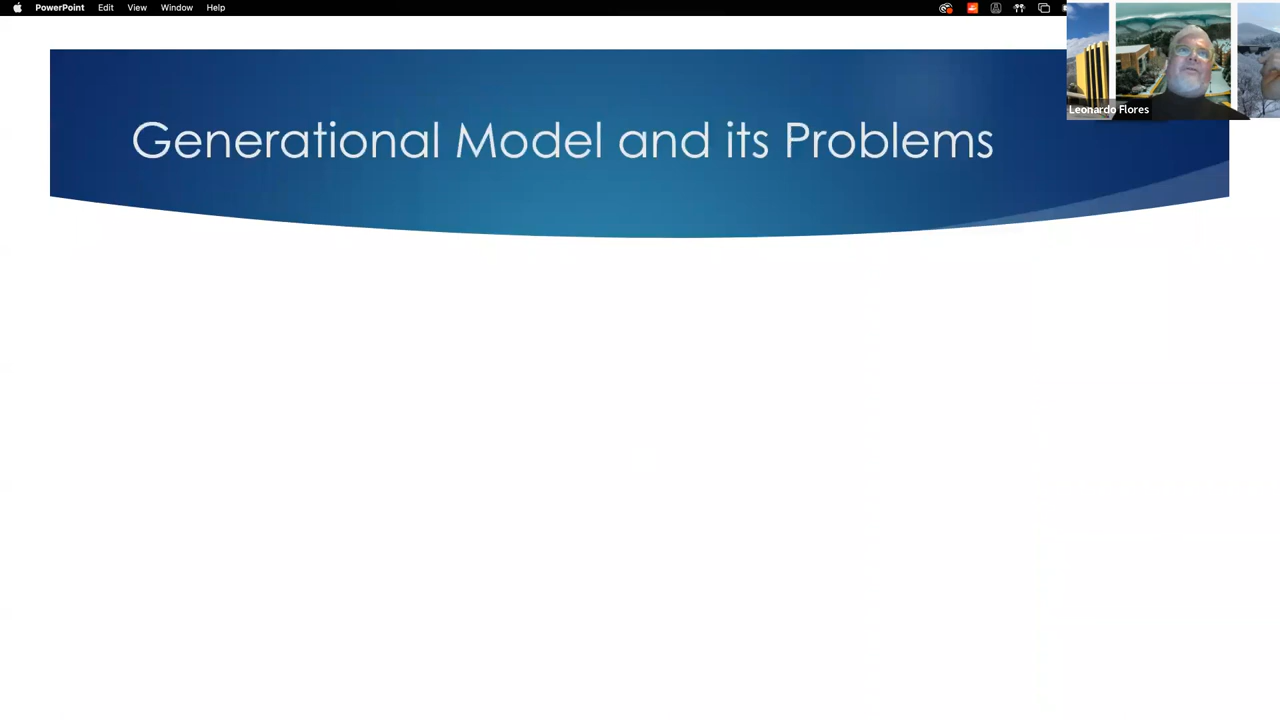 PowerPoint Edit View Window Help
Generational Model and its Problems
Leonardo Flores